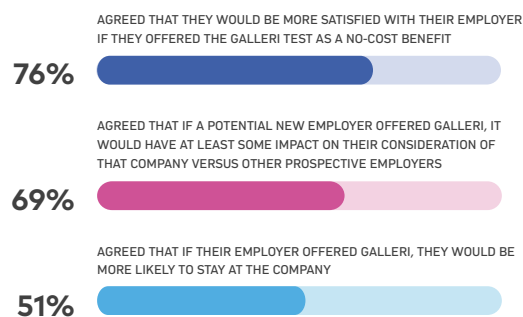 AGREED THAT THEY WOULD BE MORE SATISFIED WITH THEIR EMPLOYER
IF THEY OFFERED THE GALLERI TEST AS A NO-COST BENEFIT
76%
AGREED THAT IF A POTENTIAL NEW EMPLOYER OFFERED GALLERI, IT
WOULD HAVE AT LEAST SOME IMPACT ON THEIR CONSIDERATION OF
THAT COMPANY VERSUS OTHER PROSPECTIVE EMPLOYERS
69%
AGREED THAT IF THEIR EMPLOYER OFFERED GALLERI, THEY WOULD BE
MORE LIKELY TO STAY AT THE COMPANY
51%